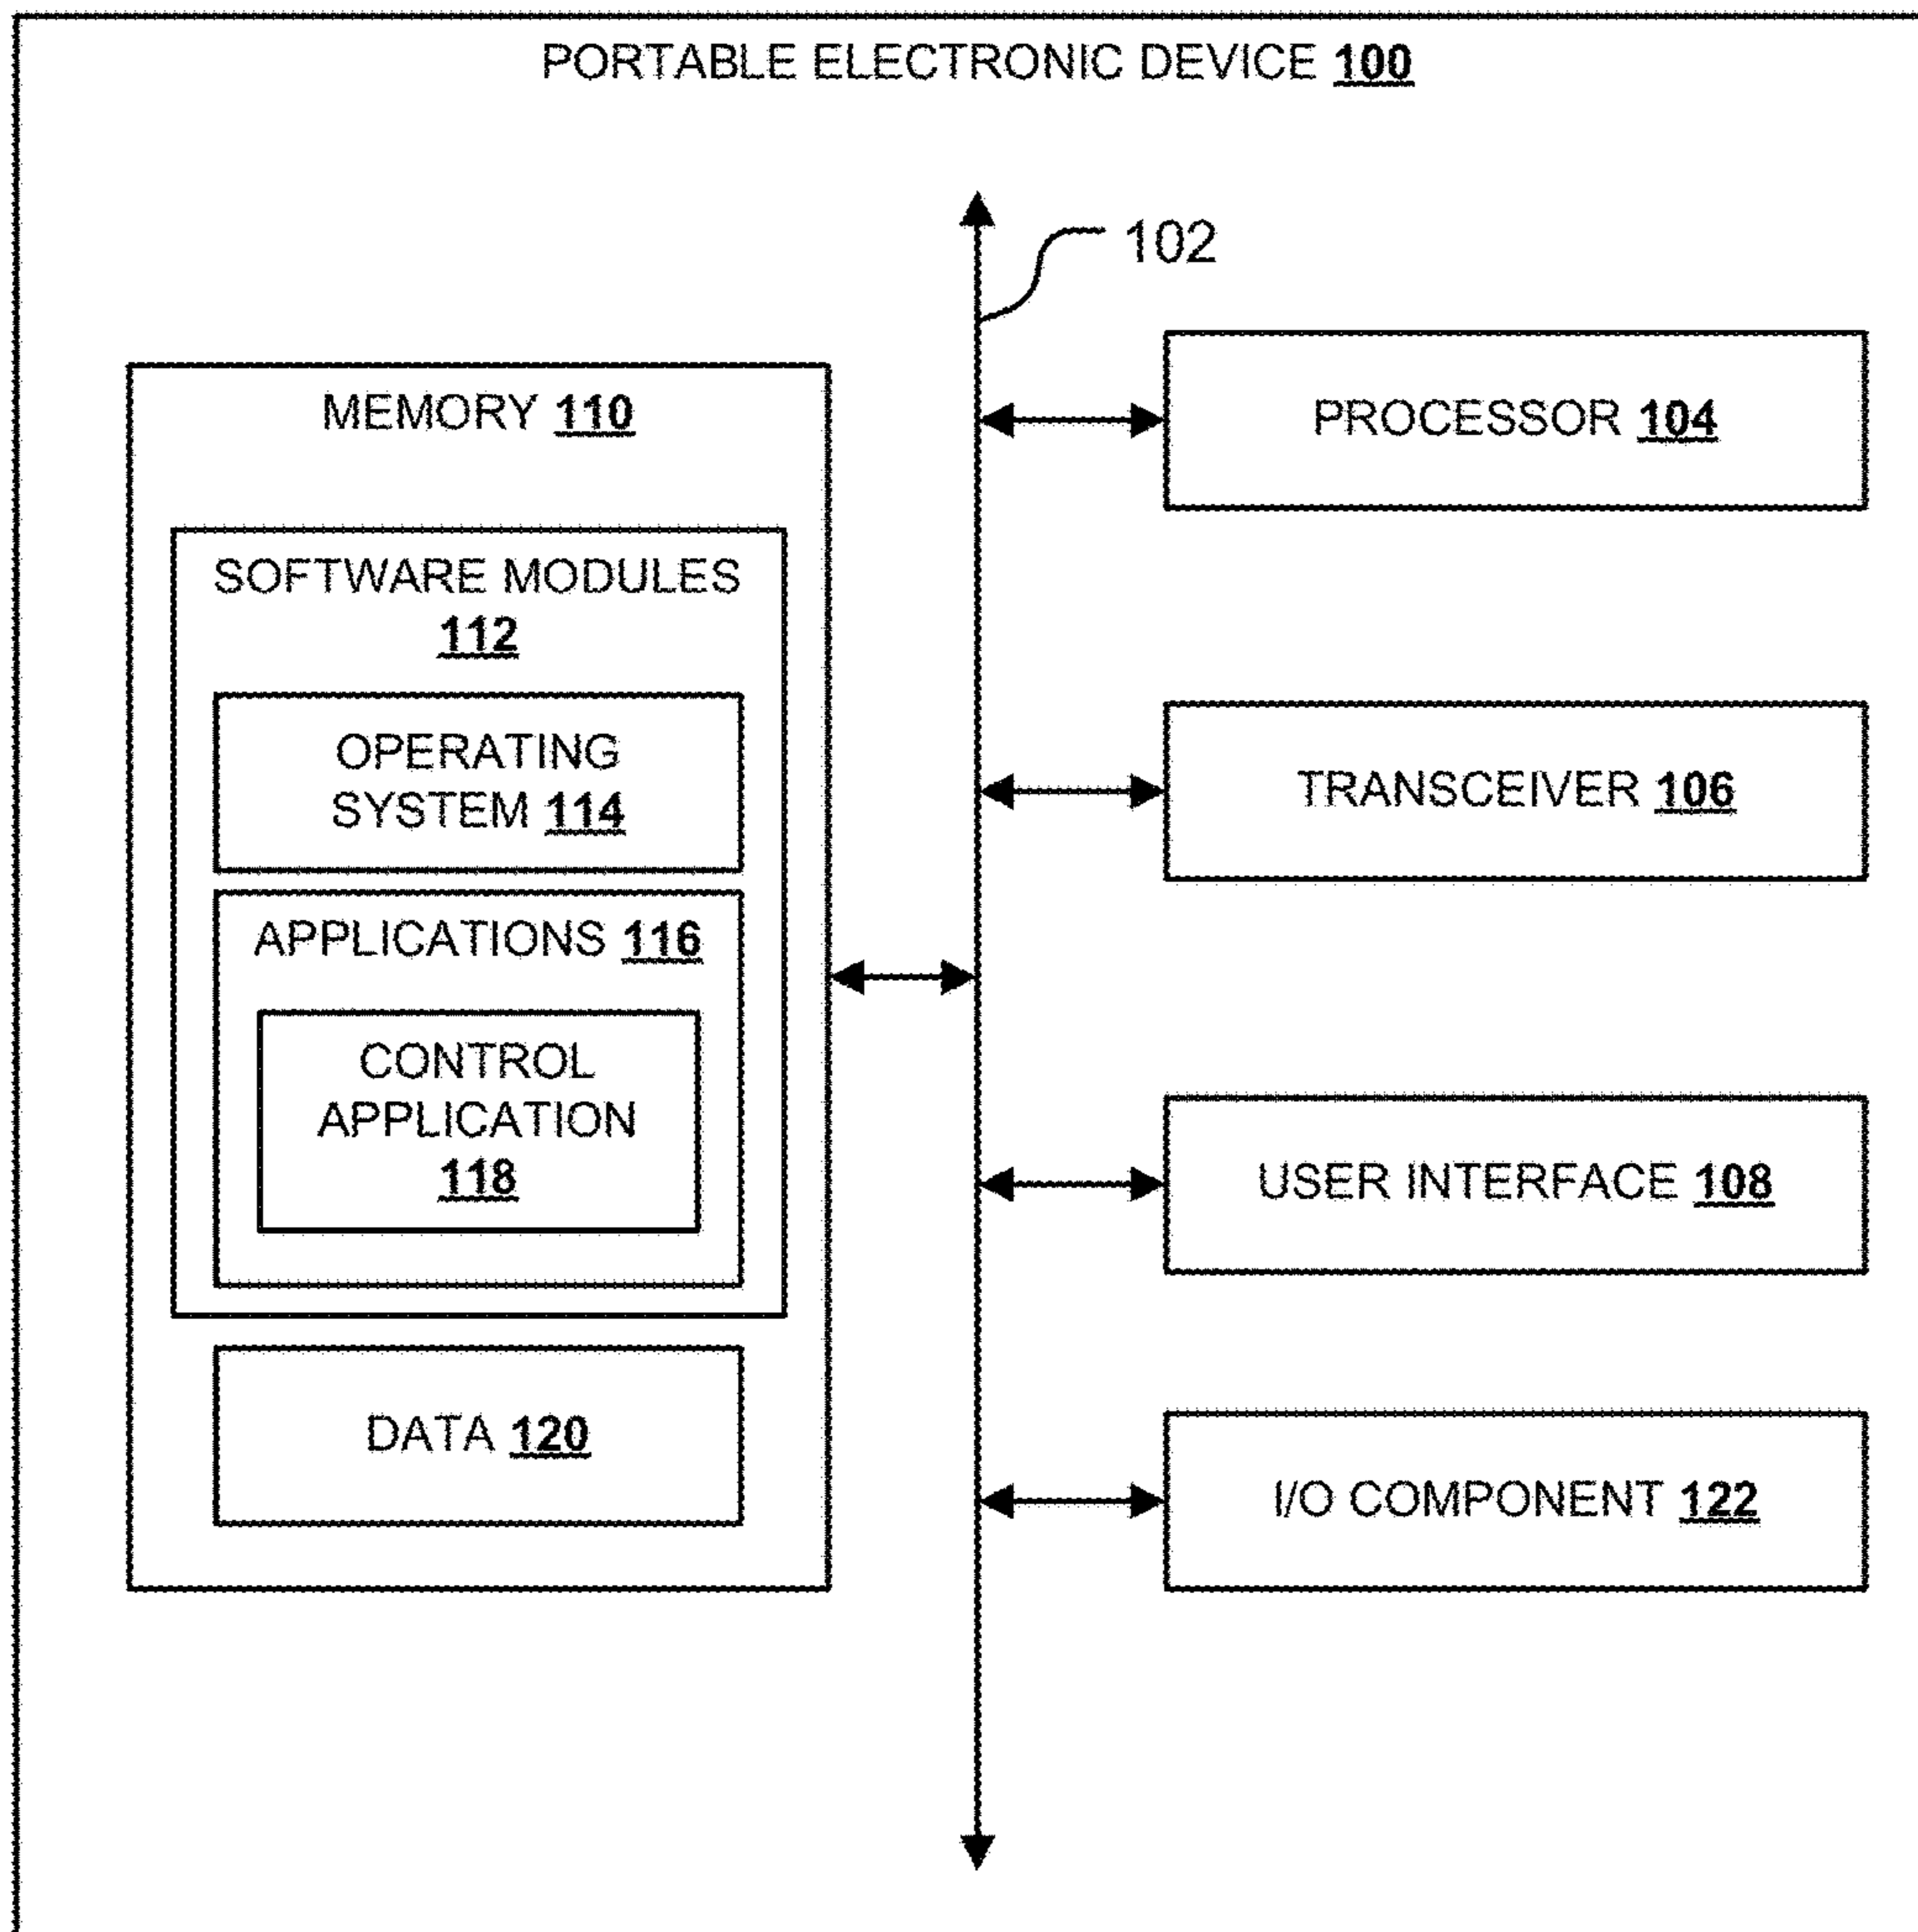 PORTABLE ELECTRONIC DEVICE 100
102
MEMORY 110
SOFTWARE MODULES
112
OPERATING
SYSTEM 114
APPLICATIONS 116
CONTROL
APPLICATION
118
DATA 120
PROCESSOR 104
TRANSCEIVER 106
USER INTERFACE 108
I/O COMPONENT 122